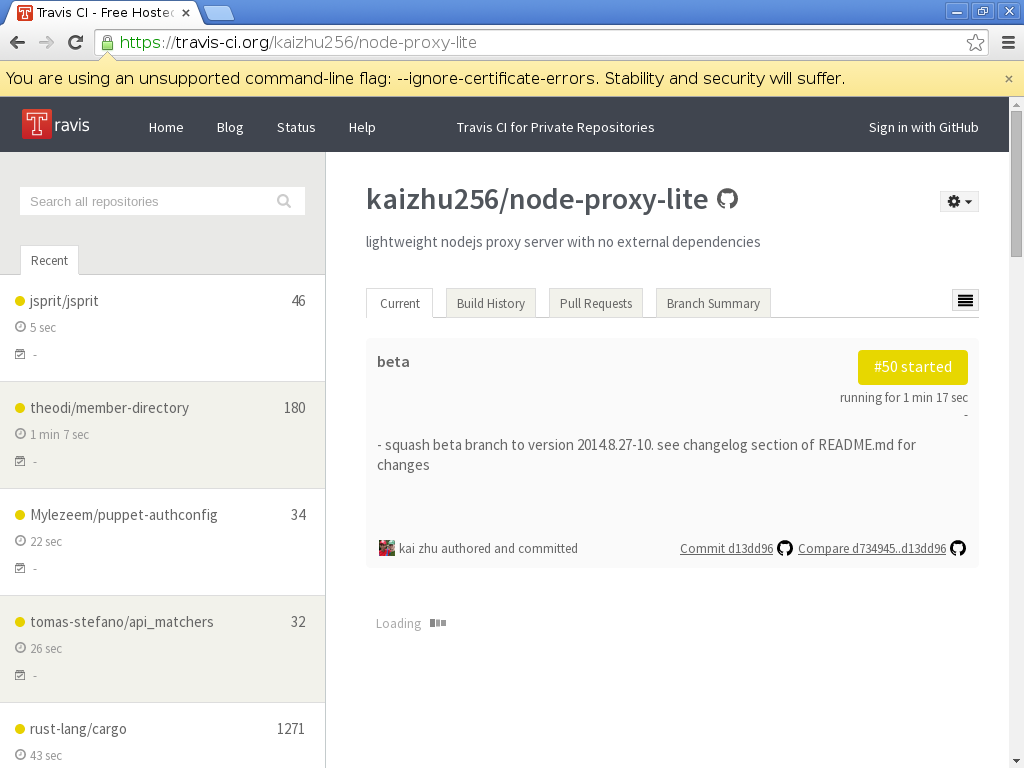 Travis CI - Free Hosted
https://travis-ci.org/kaizhu256/node-proxy-lite
You are using an unsupported command-line flag: --ignore-certificate-errors. Stability and security will suffer.
Travis Home Blog Status Help Travis CI for Private Repositories Sign in with GitHub
Search all repositories
Recent
jsprit/jsprit 46
5 sec
-
theodi/member-directory 180
1 min 7 sec
-
Mylezeem/puppet-authconfig 34
22 sec
-
tomas-stefano/api_matchers 32
26 sec
-
rust-lang/cargo 1271
43 sec
kaizhu256/node-proxy-lite
lightweight nodejs proxy server with no external dependencies
Current Build History Pull Requests Branch Summary
beta #50 started
running for 1 min 17 sec
-
- squash beta branch to version 2014.8.27-10. see changelog section of README.md for
changes
kai zhu authored and committed Commit d13dd96 Compare d734945..d13dd96
Loading